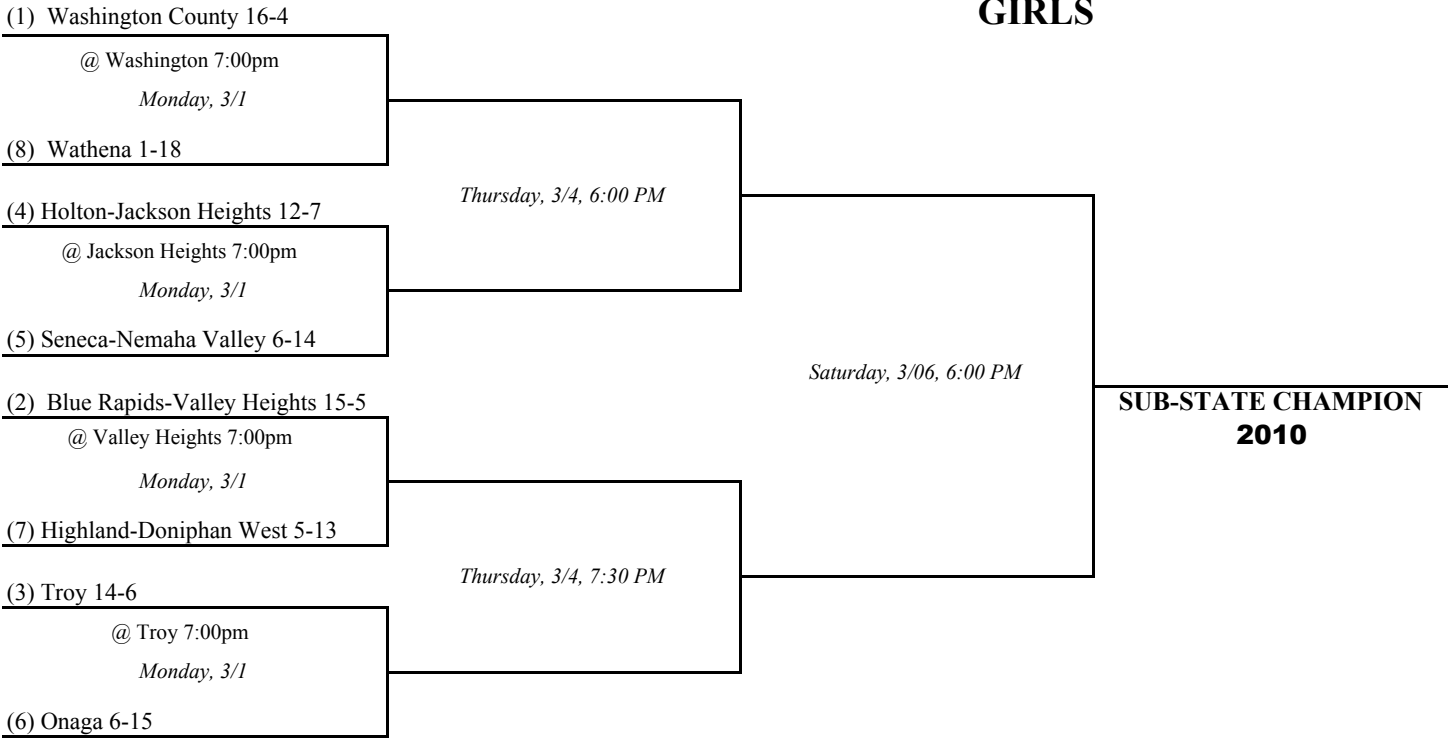 GIRLS
(1) Washington County 16-4
@ Washington 7:00pm
Monday, 3/1
(8) Wathena 1-18
Thursday, 3/4, 6:00 PM
(4) Holton-Jackson Heights 12-7
@ Jackson Heights 7:00pm
Monday, 3/1
(5) Seneca-Nemaha Valley 6-14
Saturday, 3/06, 6:00 PM
(2) Blue Rapids-Valley Heights 15-5
@ Valley Heights 7:00pm
Monday, 3/1
(7) Highland-Doniphan West 5-13
Thursday, 3/4, 7:30 PM
(3) Troy 14-6
@ Troy 7:00pm
Monday, 3/1
(6) Onaga 6-15
SUB-STATE CHAMPION
2010